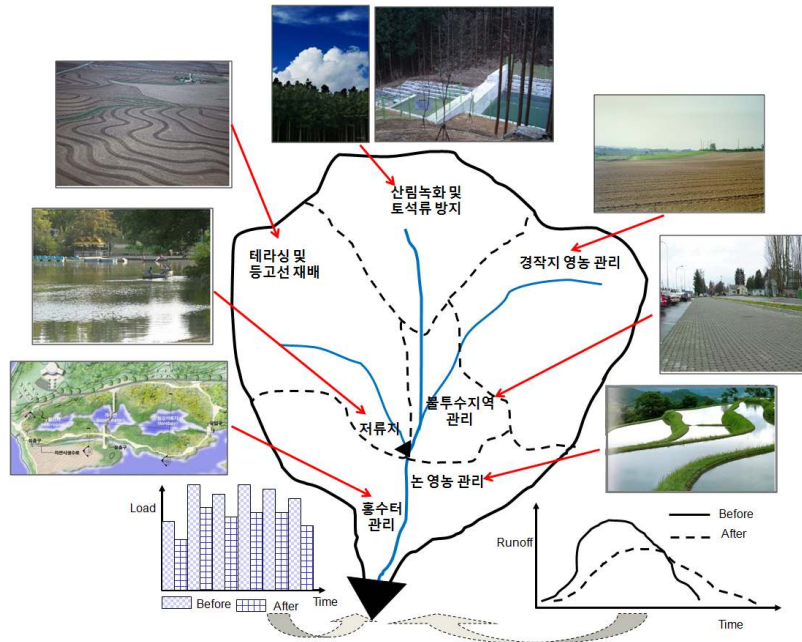 산림녹화 및
토석류 방지
테라싱 및
등고선 재배
경작지 영농 관리
불투수지역
관리
저류지
논 영농 관리
홍수터
관리
Load
Before
After
Time
Before
After
Runoff
Time